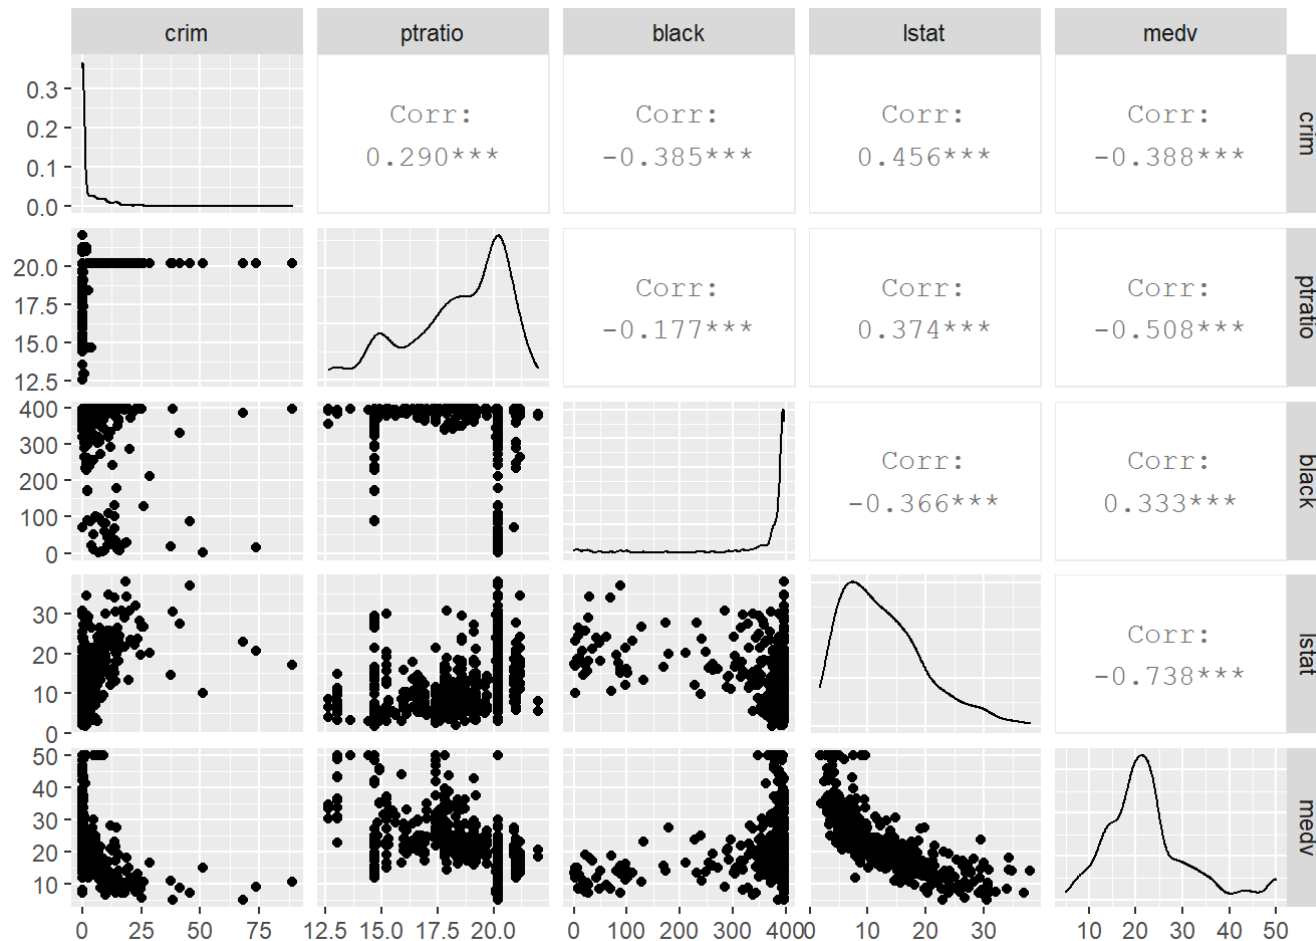 crim ptratio black lstat medv
0.3
0.2
0.1
0.0
Corr:
0.290***
Corr:
-0.385***
Corr:
0.456***
Corr:
-0.388***
crim
20.0
17.5
15.0
12.5
Corr:
-0.177***
Corr:
0.374***
Corr:
-0.508***
ptratio
400
300
200
100
0
Corr:
-0.366***
Corr:
0.333***
black
30
20
10
0
Corr:
-0.738***
lstat
50
40
30
20
10
medv
0 25 50 75 12.5 15.0 17.5 20.0 0 100 200 300 400 0 10 20 30 10 20 30 40 50